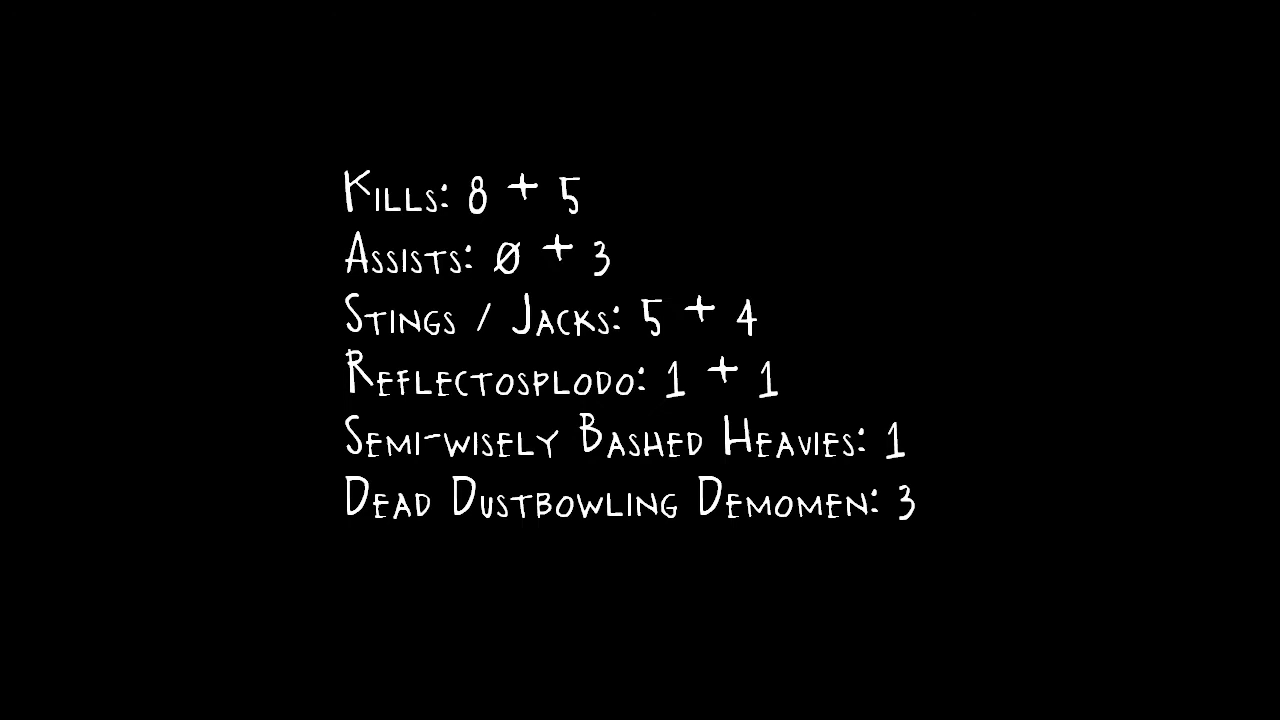 Kills: 8 + 5
Assists: 0 + 3
Stings / Jacks: 5 + 4
Reflectosplodo: 1 + 1
Semi-wisely Bashed Heavies: 1
Dead Dustbowling Demomen: 3